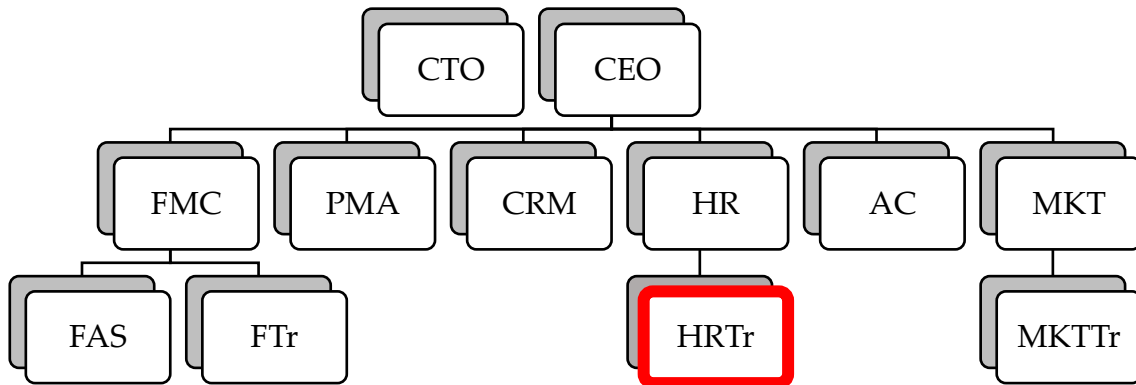 CTO CEO
FMC PMA CRM HR AC MKT
FAS FTr HRTr MKTTr